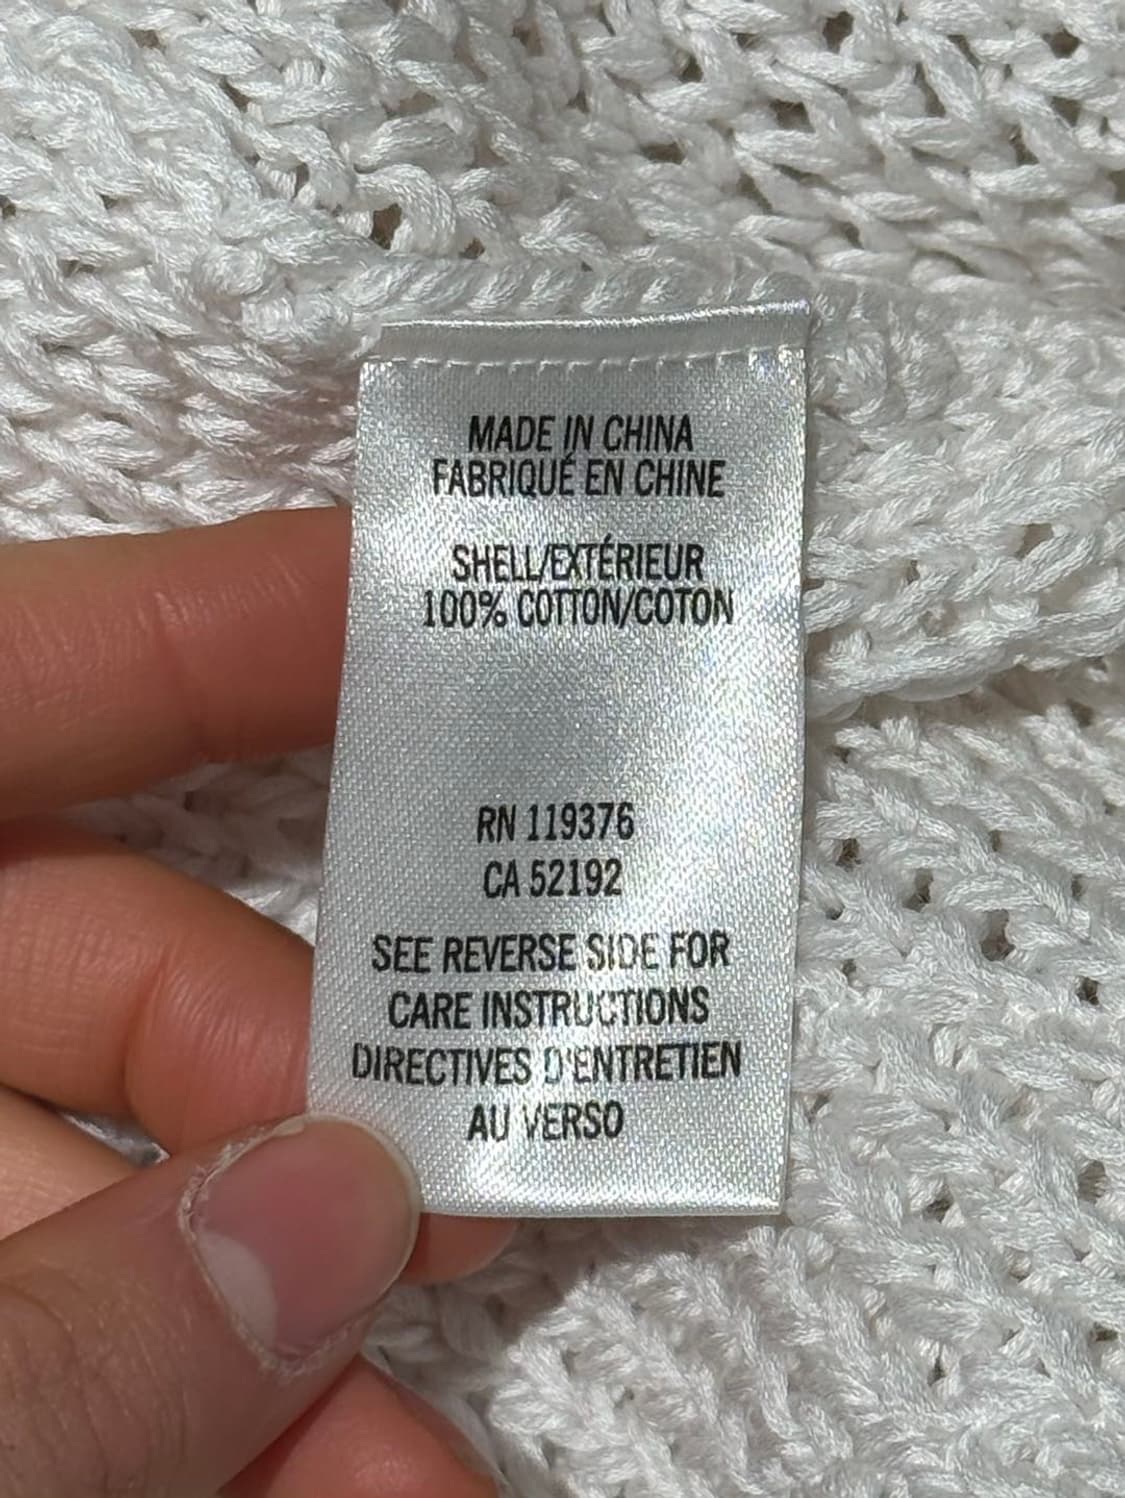 MADE IN CHINA
FABRIQUÉ EN CHINE
SHELL/EXTÉRIEUR
100% COTTON/COTON
RN 119376
CA 52192
SEE REVERSE SIDE FOR
CARE INSTRUCTIONS
DIRECTIVES D'ENTRETIEN
AU VERSO